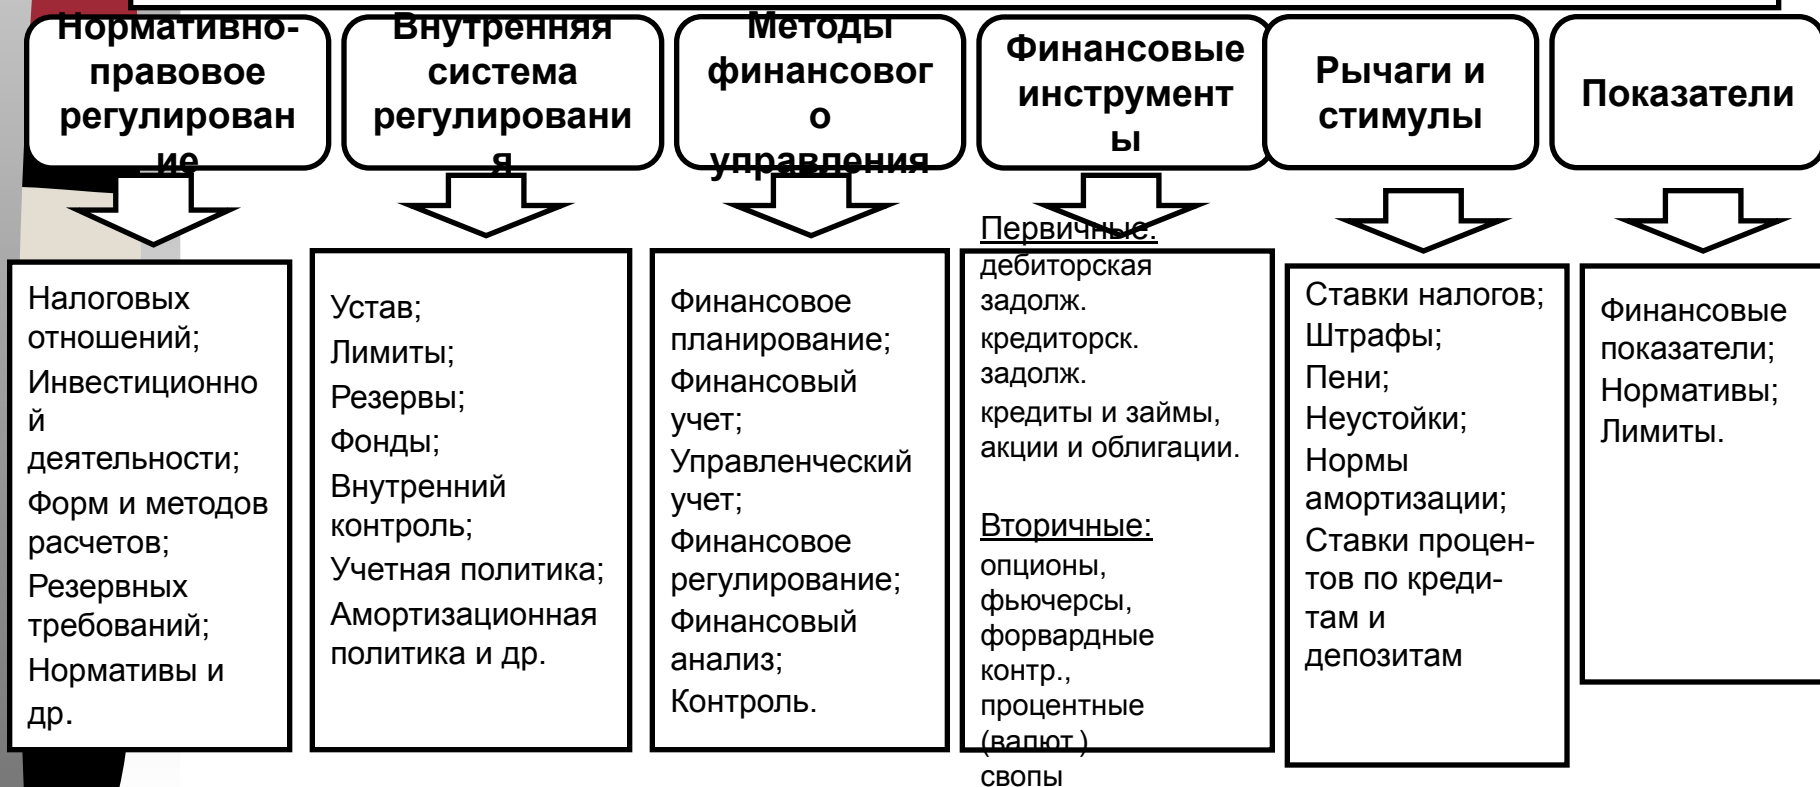 Нормативно-
правовое
регулирован
ие
Внутренняя
система
регулировани
я
Методы
финансовог
о
управления
Финансовые
инструмент
ы
Рычаги и
стимулы
Показатели
Налоговых
отношений;
Инвестиционно
й
деятельности;
Форм и методов
расчетов;
Резервных
требований;
Нормативы и
др.
Устав;
Лимиты;
Резервы;
Фонды;
Внутренний
контроль;
Учетная политика;
Амортизационная
политика и др.
Финансовое
планирование;
Финансовый
учет;
Управленческий
учет;
Финансовое
регулирование;
Финансовый
анализ;
Контроль.
Первичные:
дебиторская
задолж.
кредиторск.
задолж.
кредиты и займы,
акции и облигации.
Вторичные:
опционы,
фьючерсы,
форвардные
контр.,
процентные
(валют.)
свопы
Ставки налогов;
Штрафы;
Пени;
Неустойки;
Нормы
амортизации;
Ставки процен-
тов по креди-
там и
депозитам
Финансовые
показатели;
Нормативы;
Лимиты.